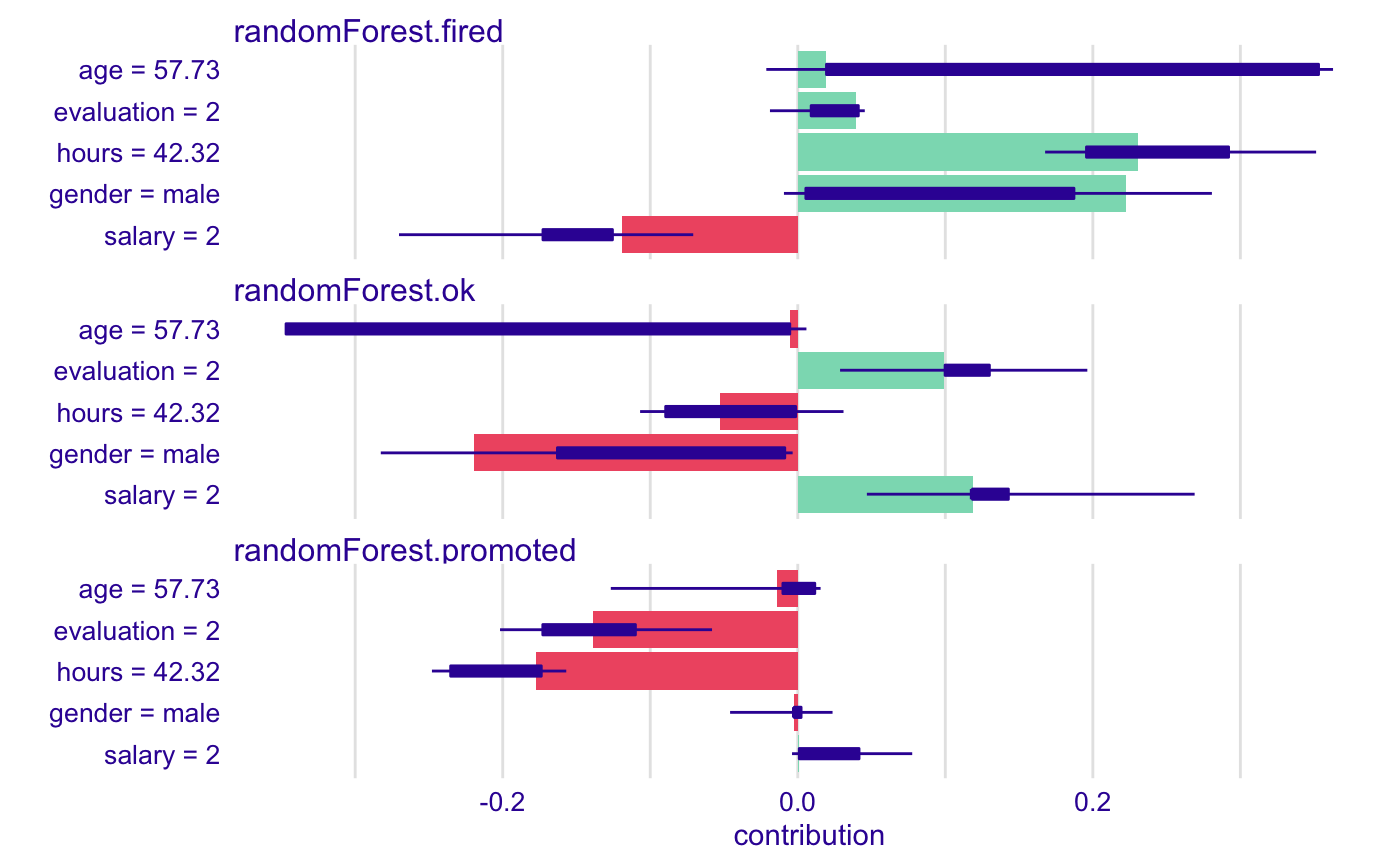 randomForest.fired
age = 57.73
evaluation = 2
hours = 42.32
gender = male
salary = 2
randomForest.ok
age = 57.73
evaluation = 2
hours = 42.32
gender = male
salary = 2
randomForest.promoted
age = 57.73
evaluation = 2
hours = 42.32
gender = male
salary = 2
-0.2 0.0 0.2
contribution